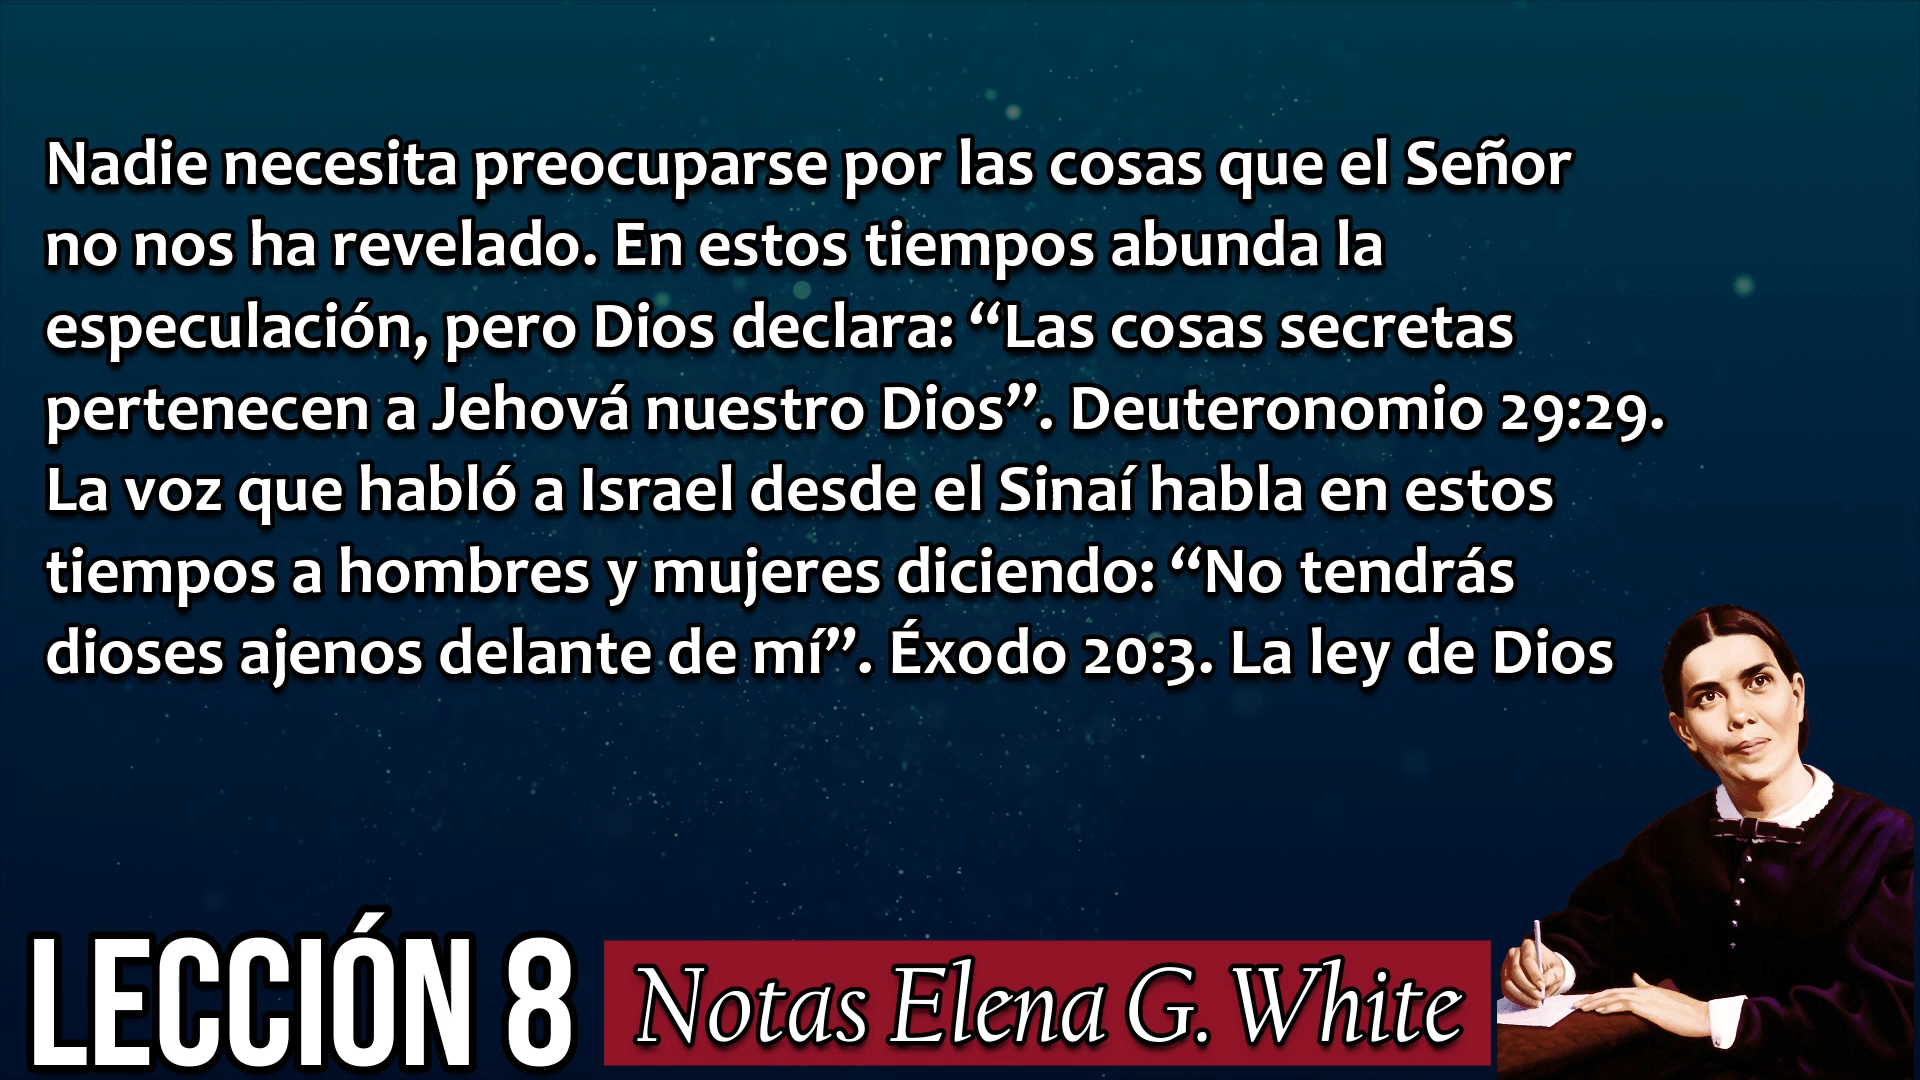 Nadie necesita preocuparse por las cosas que el Señor
no nos ha revelado. En estos tiempos abunda la
especulación, pero Dios declara: “Las cosas secretas
pertenecen a Jehová nuestro Dios”. Deuteronomio 29:29.
La voz que habló a Israel desde el Sinaí habla en estos
tiempos a hombres y mujeres diciendo: “No tendrás
dioses ajenos delante de mí”. Éxodo 20:3. La ley de Dios
LECCIÓN 8 Notas Elena G. White